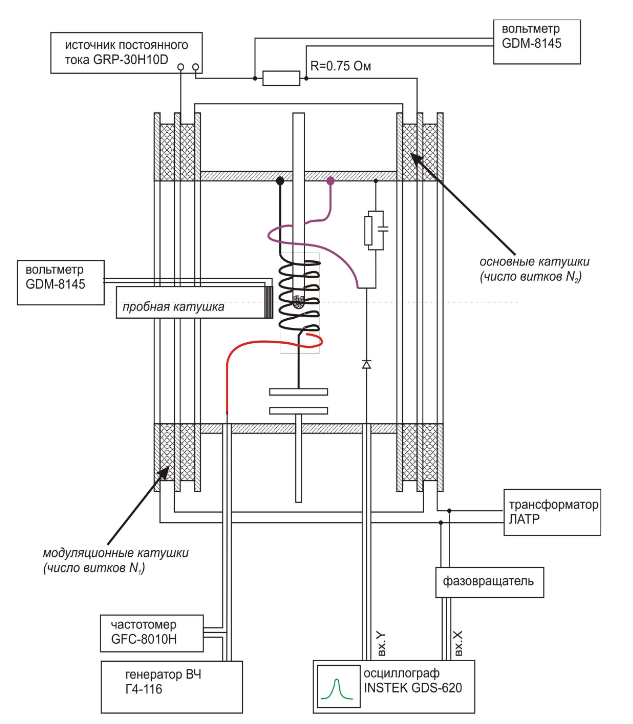 вольтметр
GDM-8145
источник постоянного
тока GRP-30H10D
R=0.75 Ом
основные катушки
(число витков N₂)
вольтметр
GDM-8145
пробная катушка
трансформатор
ЛАТР
модуляционные катушки
(число витков N₁)
фазовращатель
частотомер
GFC-8010H
вх.Y
вх.X
генератор ВЧ
Г4-116
осциллограф
INSTEK GDS-620